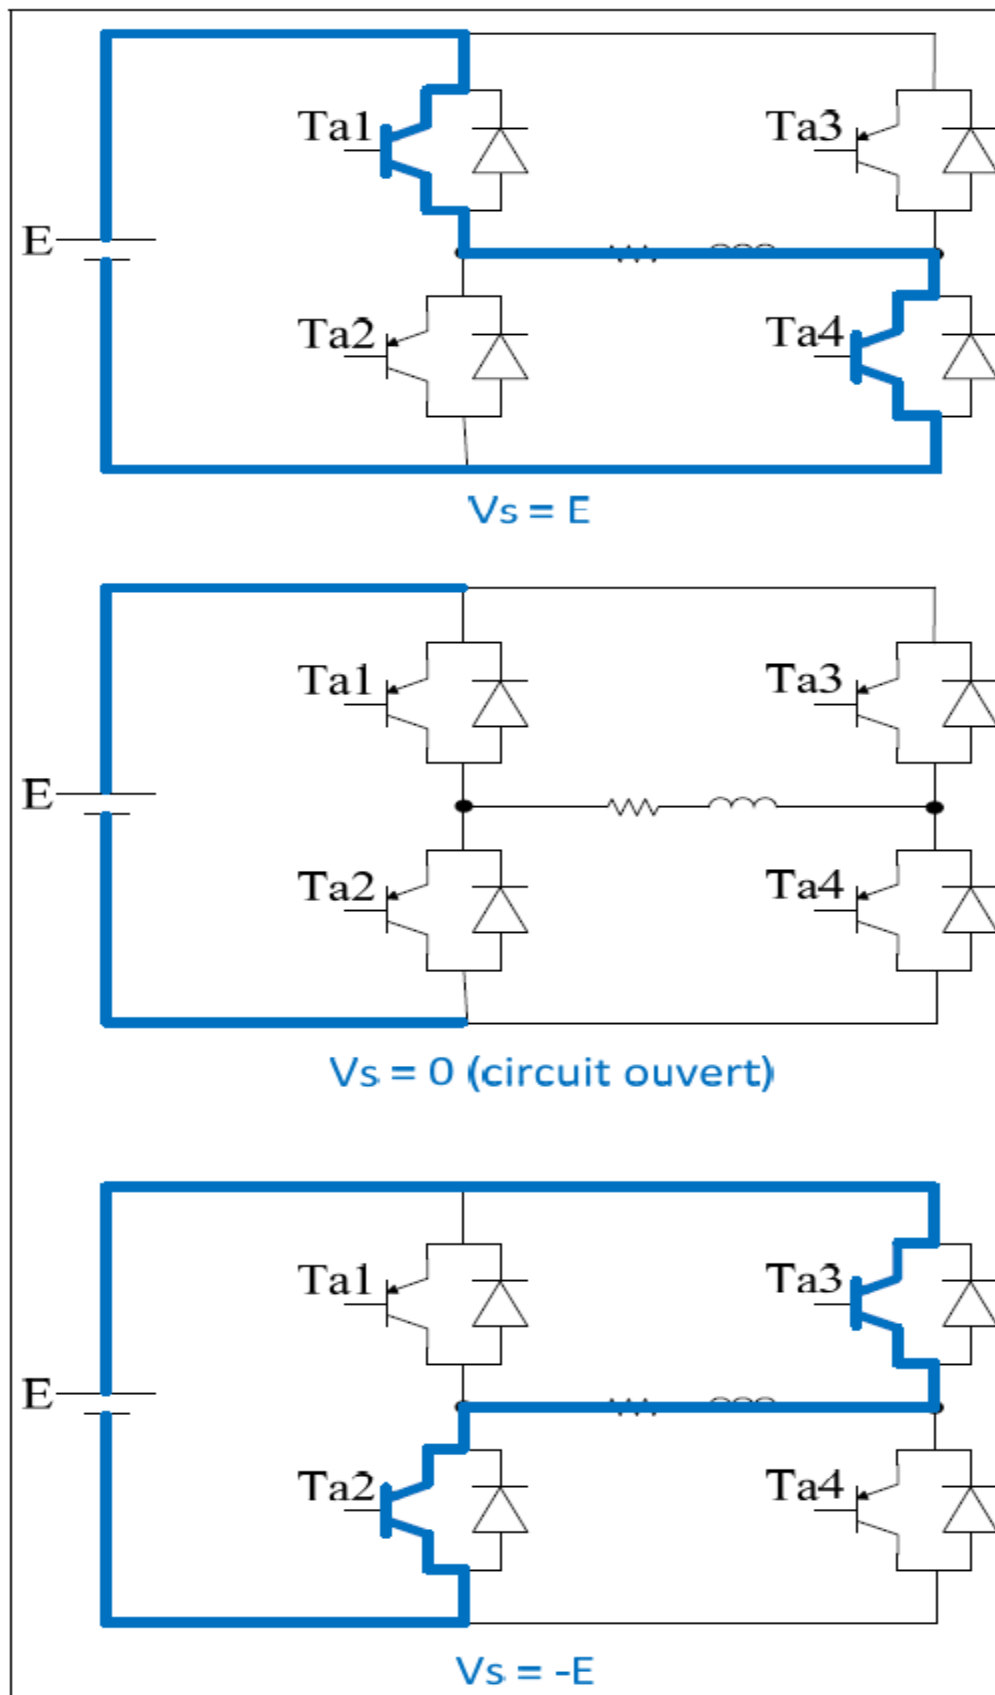 Ta1 Ta3
E
Ta2 Ta4
Vs = E
Ta1 Ta3
E
Ta2 Ta4
Vs = 0 (circuit ouvert)
Ta1 Ta3
E
Ta2 Ta4
Vs = -E